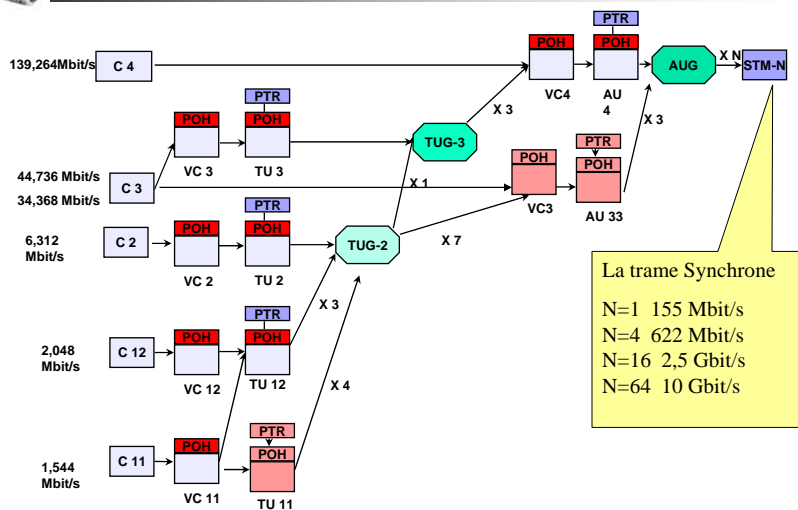 PTR
POH
POH
X N
139,264Mbit/s
C 4
AUG
STM-N
VC4
AU
4
PTR
X 3
POH
POH
X 3
TUG-3
PTR
VC 3
TU 3
POH
POH
44,736 Mbit/s
C 3
X 1
34,368 Mbit/s
PTR
VC3
AU 33
6,312
Mbit/s
C 2
POH
POH
TUG-2
X 7
VC 2
TU 2
La trame Synchrone
N=1 155 Mbit/s
N=4 622 Mbit/s
N=16 2,5 Gbit/s
N=64 10 Gbit/s
PTR
X 3
POH
POH
2,048
Mbit/s
C 12
VC 12
TU 12
X 4
PTR
POH
POH
1,544
Mbit/s
C 11
VC 11
TU 11